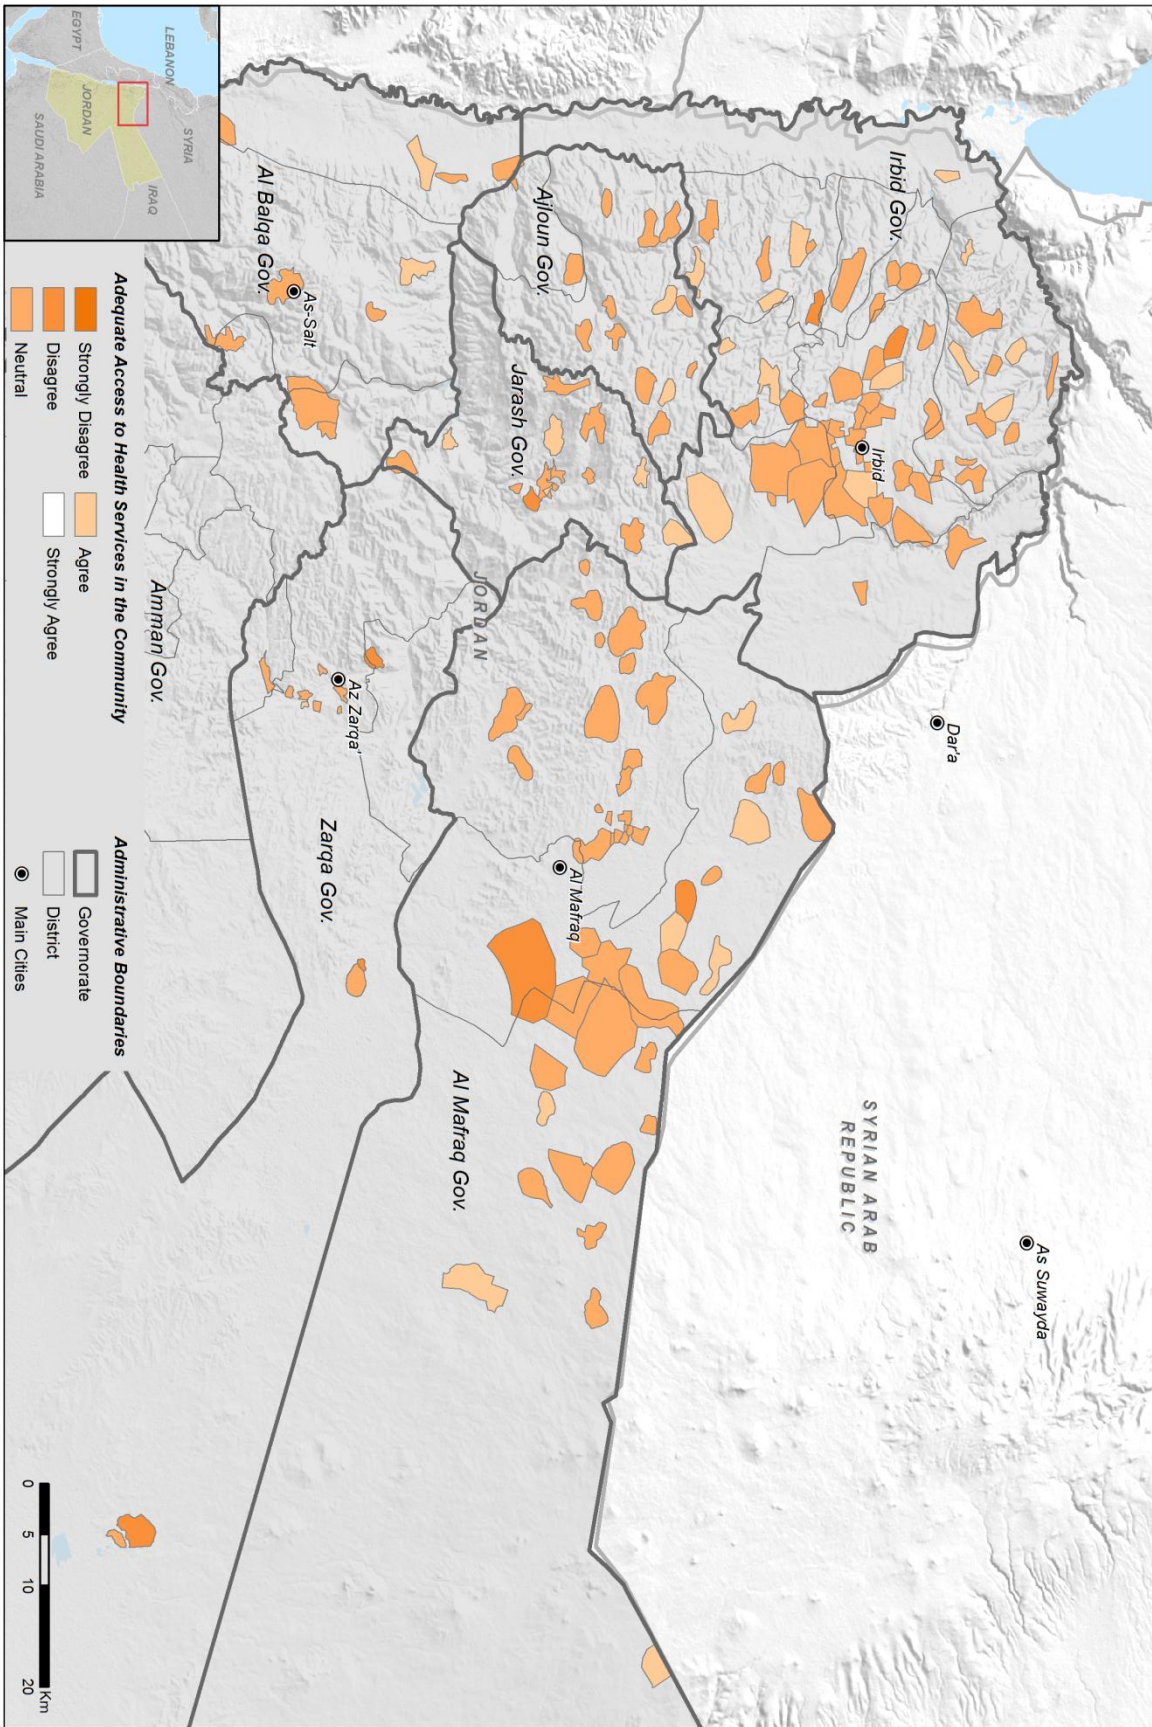 Irbid Gov.
Irbid
Dar'a
As Suwayda
SYRIAN ARAB
REPUBLIC
Ajloun Gov.
Jarash Gov.
JORDAN
Al Mafraq
Al Mafraq Gov.
Al Balqa Gov.
As-Salt
Az Zarqa'
Zarqa Gov.
Amman Gov.
LEBANON
SYRIA
EGYPT
JORDAN
IRAQ
SAUDI ARABIA
Adequate Access to Health Services in the Community
Strongly Disagree
Disagree
Neutral
Agree
Strongly Agree
Administrative Boundaries
Governorate
District
Main Cities
0 5 10 20
Km